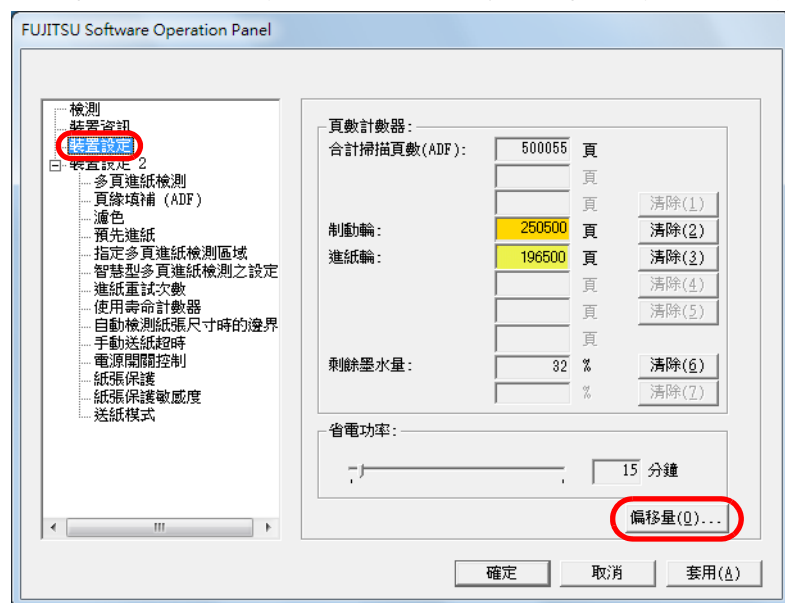 FUJITSU Software Operation Panel
檢測
裝置資訊
裝置設定
裝置設定 2
多頁進紙檢測
頁緣填補 (ADF)
濾色
預先進紙
指定多頁進紙檢測區域
智慧型多頁進紙檢測之設定
進紙重試次數
使用壽命計數器
自動檢測紙張尺寸時的邊界
手動送紙超時
電源開關控制
紙張保護
紙張保護敏感度
送紙模式
頁數計數器:
合計掃描頁數(ADF): 500055 頁
頁
頁 清除(1)
制動輪: 250500 頁 清除(2)
進紙輪: 196500 頁 清除(3)
頁 清除(4)
頁 清除(5)
頁
剩餘墨水量: 32 % 清除(6)
% 清除(7)
省電功率:
15 分鐘
偏移量(O)...
確定 取消 套用(A)